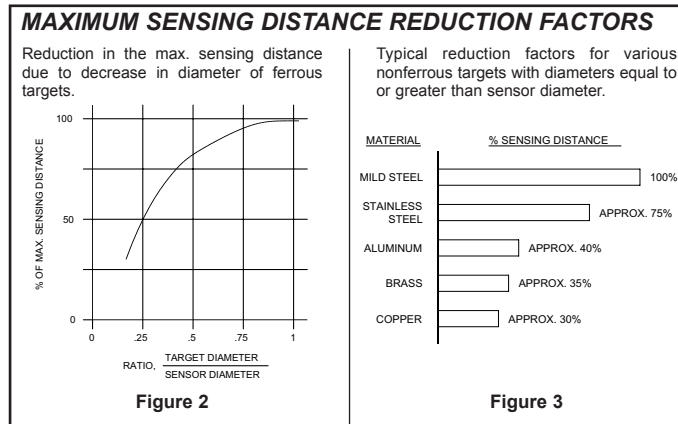 MAXIMUM SENSING DISTANCE REDUCTION FACTORS
Reduction in the max. sensing distance
due to decrease in diameter of ferrous
targets.
100
50
0
% OF MAX. SENSING DISTANCE
0 .25 .5 .75 1
RATIO, TARGET DIAMETER
SENSOR DIAMETER
Figure 2
Typical reduction factors for various
nonferrous targets with diameters equal to
or greater than sensor diameter.
MATERIAL % SENSING DISTANCE
MILD STEEL 100%
STAINLESS
STEEL APPROX. 75%
ALUMINUM APPROX. 40%
BRASS APPROX. 35%
COPPER APPROX. 30%
Figure 3